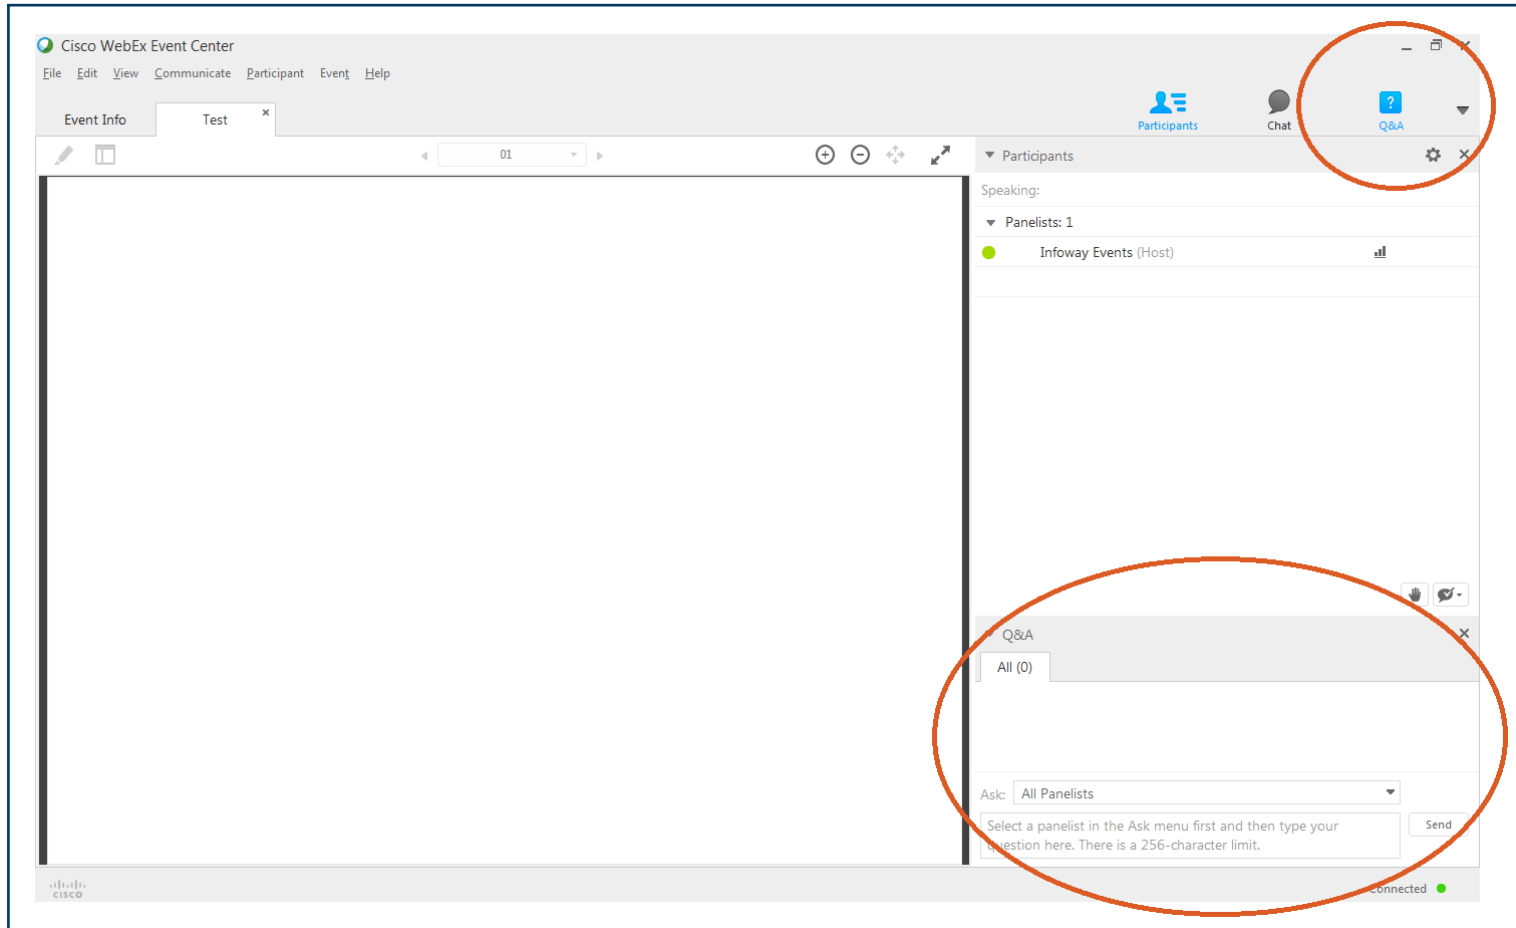 Cisco WebEx Event Center
File Edit View Communicate Participant Event Help
Event Info Test
Participants Chat Q&A
01
Participants
Speaking:
Panelists: 1
Infoway Events (Host)
Q&A
All (0)
Ask: All Panelists
Select a panelist in the Ask menu first and then type your
question here. There is a 256-character limit.
Send
cisco
Connected